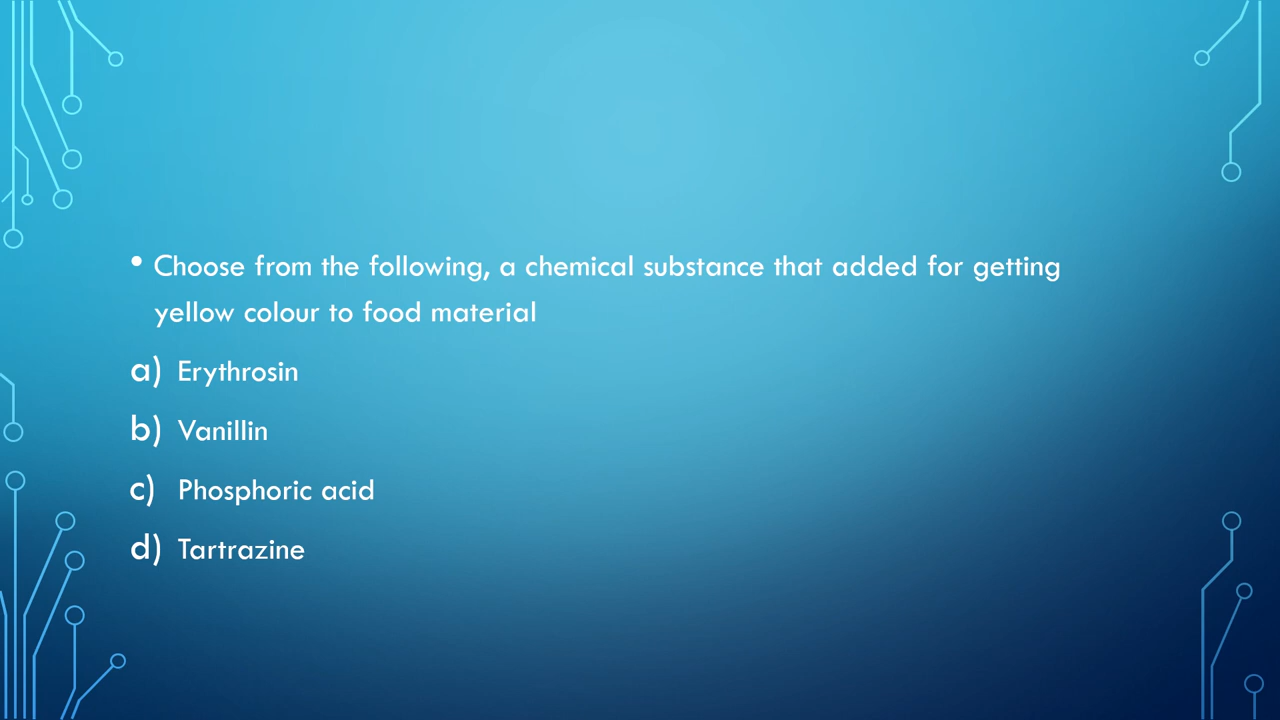 • Choose from the following, a chemical substance that added for getting
yellow colour to food material
a) Erythrosin
b) Vanillin
c) Phosphoric acid
d) Tartrazine